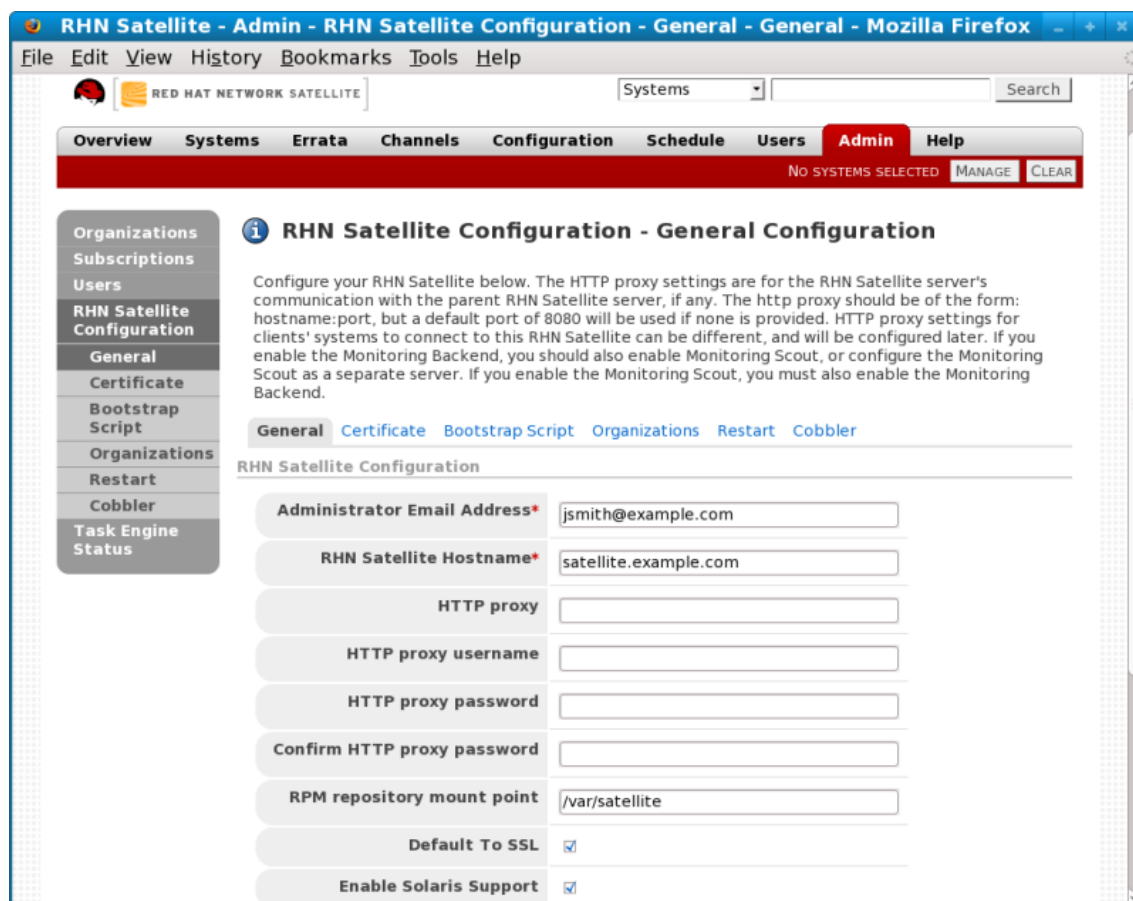 RHN Satellite - Admin - RHN Satellite Configuration - General - General - Mozilla Firefox
File Edit View History Bookmarks Tools Help
RED HAT NETWORK SATELLITE
Systems
Search
Overview Systems Errata Channels Configuration Schedule Users Admin Help
NO SYSTEMS SELECTED MANAGE CLEAR
Organizations
Subscriptions
Users
RHN Satellite
Configuration
General
Certificate
Bootstrap
Script
Organizations
Restart
Cobbler
Task Engine
Status
RHN Satellite Configuration - General Configuration
Configure your RHN Satellite below. The HTTP proxy settings are for the RHN Satellite server's
communication with the parent RHN Satellite server, if any. The http proxy should be of the form:
hostname:port, but a default port of 8080 will be used if none is provided. HTTP proxy settings for
clients' systems to connect to this RHN Satellite can be different, and will be configured later. If you
enable the Monitoring Backend, you should also enable Monitoring Scout, or configure the Monitoring
Scout as a separate server. If you enable the Monitoring Scout, you must also enable the Monitoring
Backend.
General Certificate Bootstrap Script Organizations Restart Cobbler
RHN Satellite Configuration
Administrator Email Address* jsmith@example.com
RHN Satellite Hostname* satellite.example.com
HTTP proxy
HTTP proxy username
HTTP proxy password
Confirm HTTP proxy password
RPM repository mount point /var/satellite
Default To SSL
Enable Solaris Support